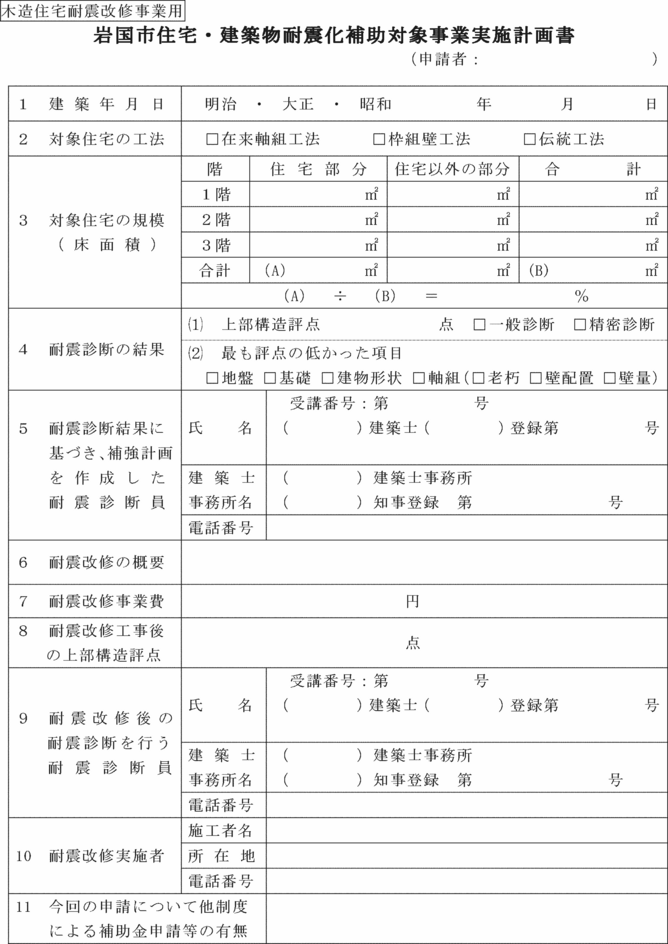 木造住宅耐震改修事業用
岩国市住宅・建築物耐震化補助対象事業実施計画書
（申請者：　　　　　　　　　　）
1　建築年月日　明治　・　大正　・　昭和　　年　　月　　日
2　対象住宅の工法　□在来軸組工法　□枠組壁工法　□伝統工法
3　対象住宅の規模
（床面積）
階　住宅部分　住宅以外の部分　合計
1階　㎡　㎡　㎡
2階　㎡　㎡　㎡
3階　㎡　㎡　㎡
合計　(A)　㎡　㎡　(B)　㎡
(A)　÷　(B)　＝　　%
4　耐震診断の結果
⑴　上部構造評点　　点　□一般診断　□精密診断
⑵　最も評点の低かった項目
□地盤 □基礎 □建物形状 □軸組(□老朽 □壁配置 □壁量)
5　耐震診断結果に
基づき、補強計画
を作成した
耐震診断員
受講番号：第　　号
氏　名　(　　)建築士(　　)登録第　　号
建築士　(　　)建築士事務所
事務所名　(　　)知事登録　第　　号
電話番号
6　耐震改修の概要
7　耐震改修事業費　円
8　耐震改修工事後
の上部構造評点　点
9　耐震改修後の
耐震診断を行う
耐震診断員
受講番号：第　　号
氏　名　(　　)建築士(　　)登録第　　号
建築士　(　　)建築士事務所
事務所名　(　　)知事登録　第　　号
電話番号
10　耐震改修実施者
施工者名
所在地
電話番号
11　今回の申請について他制度
による補助金申請等の有無